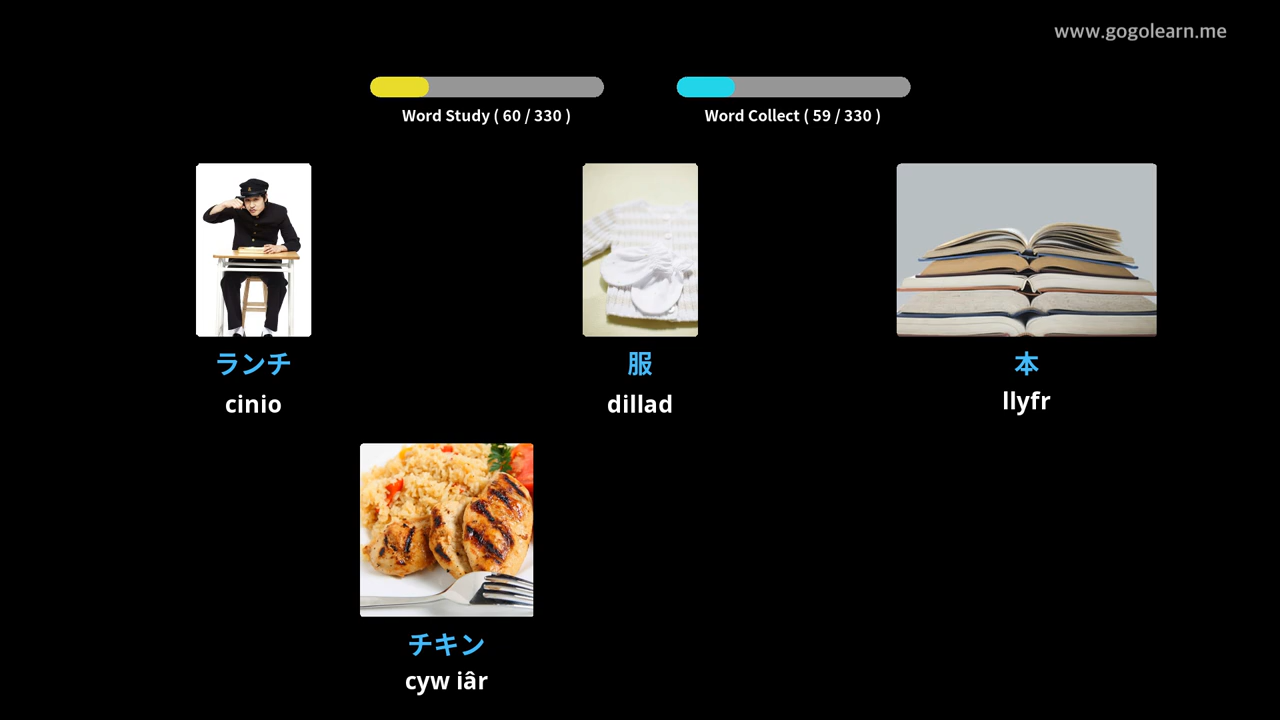 www.gogolearn.me
Word Study ( 60 / 330 )
Word Collect ( 59 / 330 )
ランチ
cinio
服
dillad
本
llyfr
チキン
cyw iâr